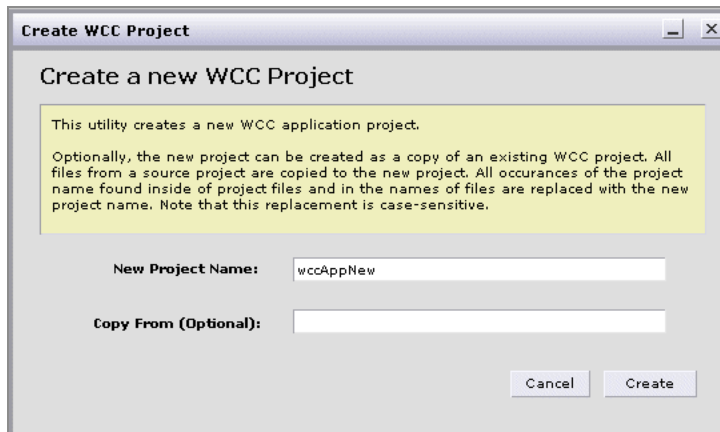 Create WCC Project
Create a new WCC Project
This utility creates a new WCC application project.
Optionally, the new project can be created as a copy of an existing WCC project. All
files from a source project are copied to the new project. All occurances of the project
name found inside of project files and in the names of files are replaced with the new
project name. Note that this replacement is case-sensitive.
New Project Name: wccAppNew
Copy From (Optional):
Cancel Create